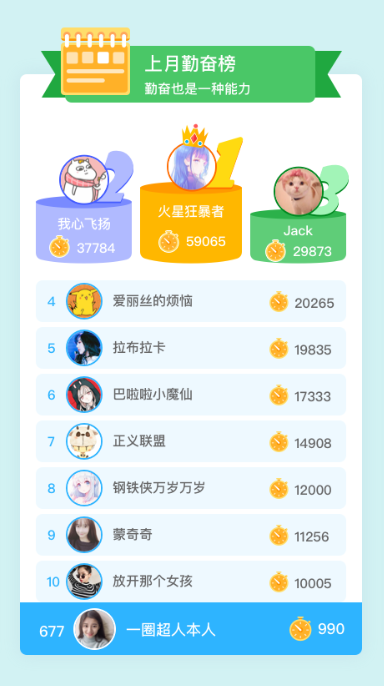 上月勤奋榜
勤奋也是一种能力
2
我心飞扬
37784
1
火星狂暴者
59065
3
Jack
29873
4 爱丽丝的烦恼 20265
5 拉布拉卡 19835
6 巴啦啦小魔仙 17333
7 正义联盟 14908
8 钢铁侠万岁万岁 12000
9 蒙奇奇 11256
10 放开那个女孩 10005
677 一圈超人本人 990